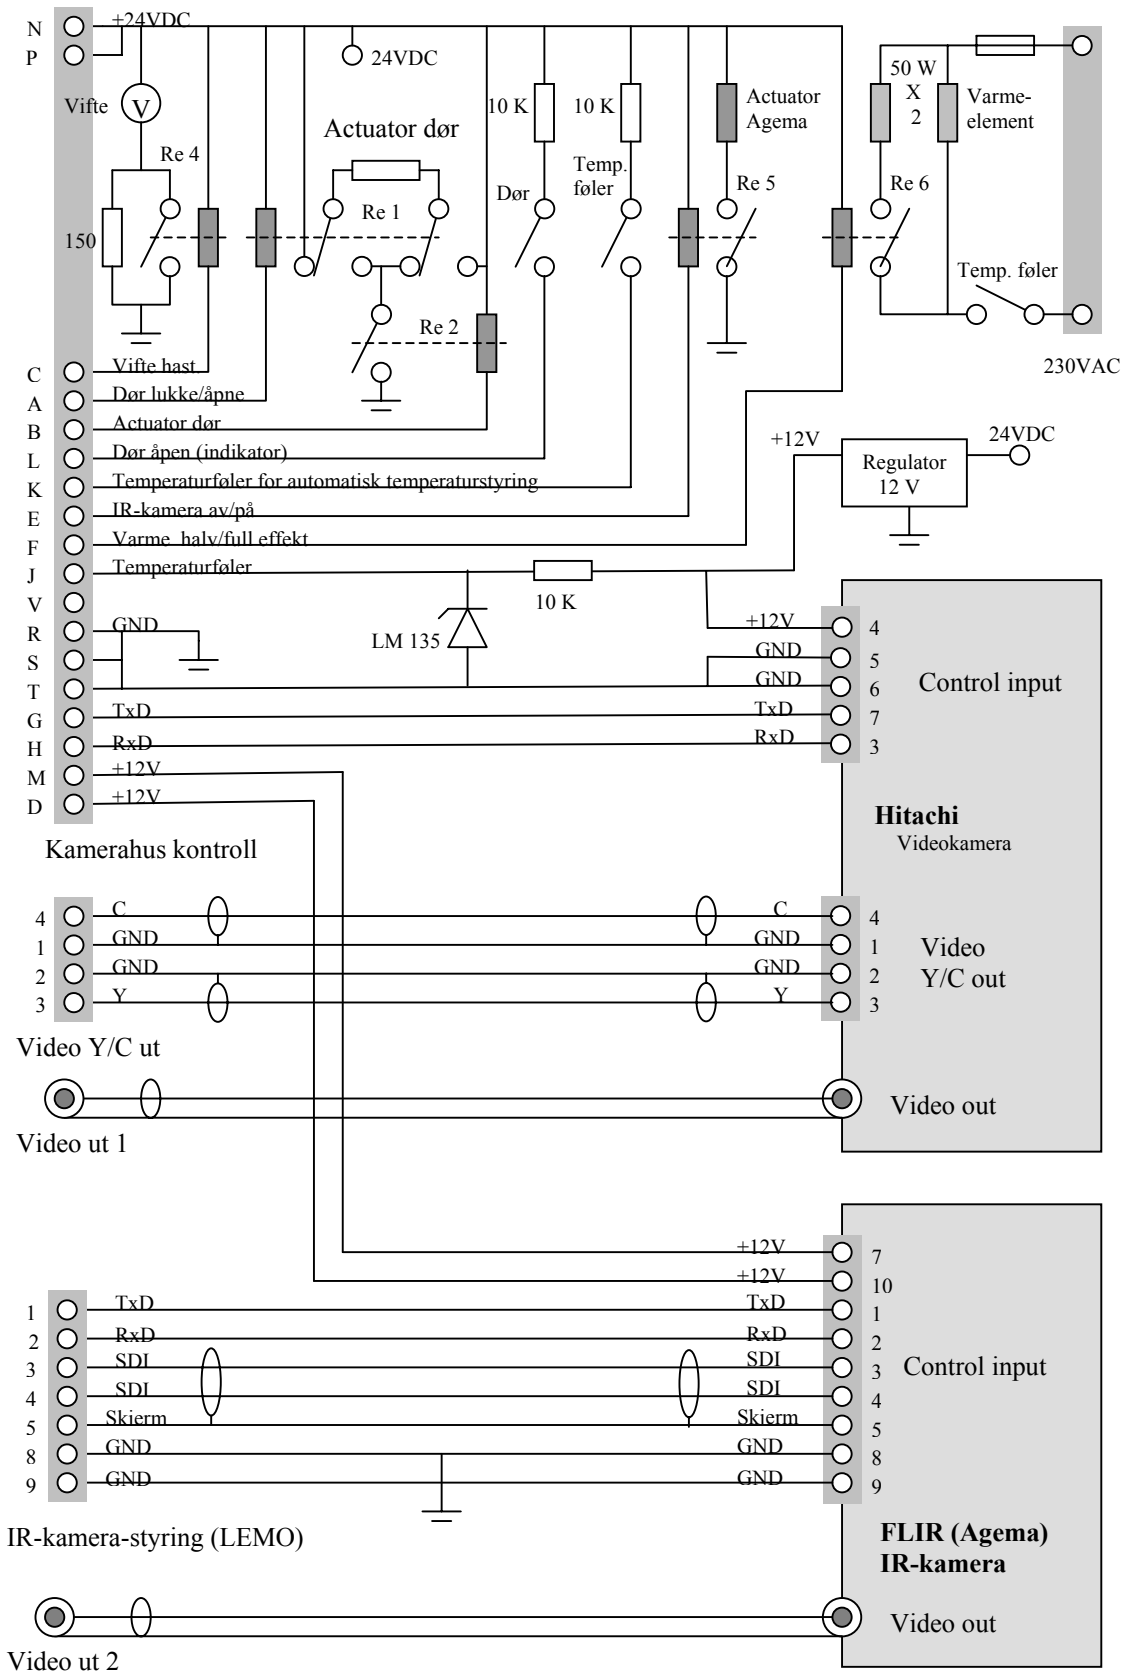 N +24VDC
P
24VDC
Vifte V
Re 4
150
Actuator dør
Re 1
Re 2
10 K
Dør
10 K
Temp.
føler
Actuator
Agema
Re 5
50 W
X
2
Varme-
element
Re 6
Temp. føler
230VAC
C Vifte hast.
A Dør lukke/åpne
B Actuator dør
L Dør åpen (indikator)
K Temperaturføler for automatisk temperaturstyring
E IR-kamera av/på
F Varme halv/full effekt
J Temperaturføler
V
R GND
S
T
G TxD
H RxD
M +12V
D +12V
Kamerahus kontroll
+12V
Regulator
12 V
24VDC
10 K
LM 135
+12V 4
GND 5
GND 6
TxD 7
RxD 3
Control input
Hitachi
Videokamera
4 C C 4
1 GND GND 1
2 GND GND 2
3 Y Y 3
Video
Y/C out
Video Y/C ut
Video out
Video ut 1
+12V 7
+12V 10
1 TxD TxD 1
2 RxD RxD 2
3 SDI SDI 3
4 SDI SDI 4
5 Skjerm Skjerm 5
8 GND GND 8
9 GND GND 9
Control input
IR-kamera-styring (LEMO)
FLIR (Agema)
IR-kamera
Video out
Video ut 2